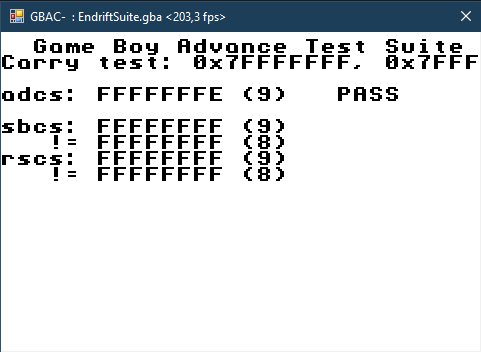 GBAC- : EndriftSuite.gba <203,3 fps>
Game Boy Advance Test Suite
Carry test: 0x7FFFFFFF, 0x7FFF
adcs: FFFFFFFE (9) PASS
sbcs: FFFFFFFF (9)
!= FFFFFFFF (8)
rscs: FFFFFFFF (9)
!= FFFFFFFF (8)